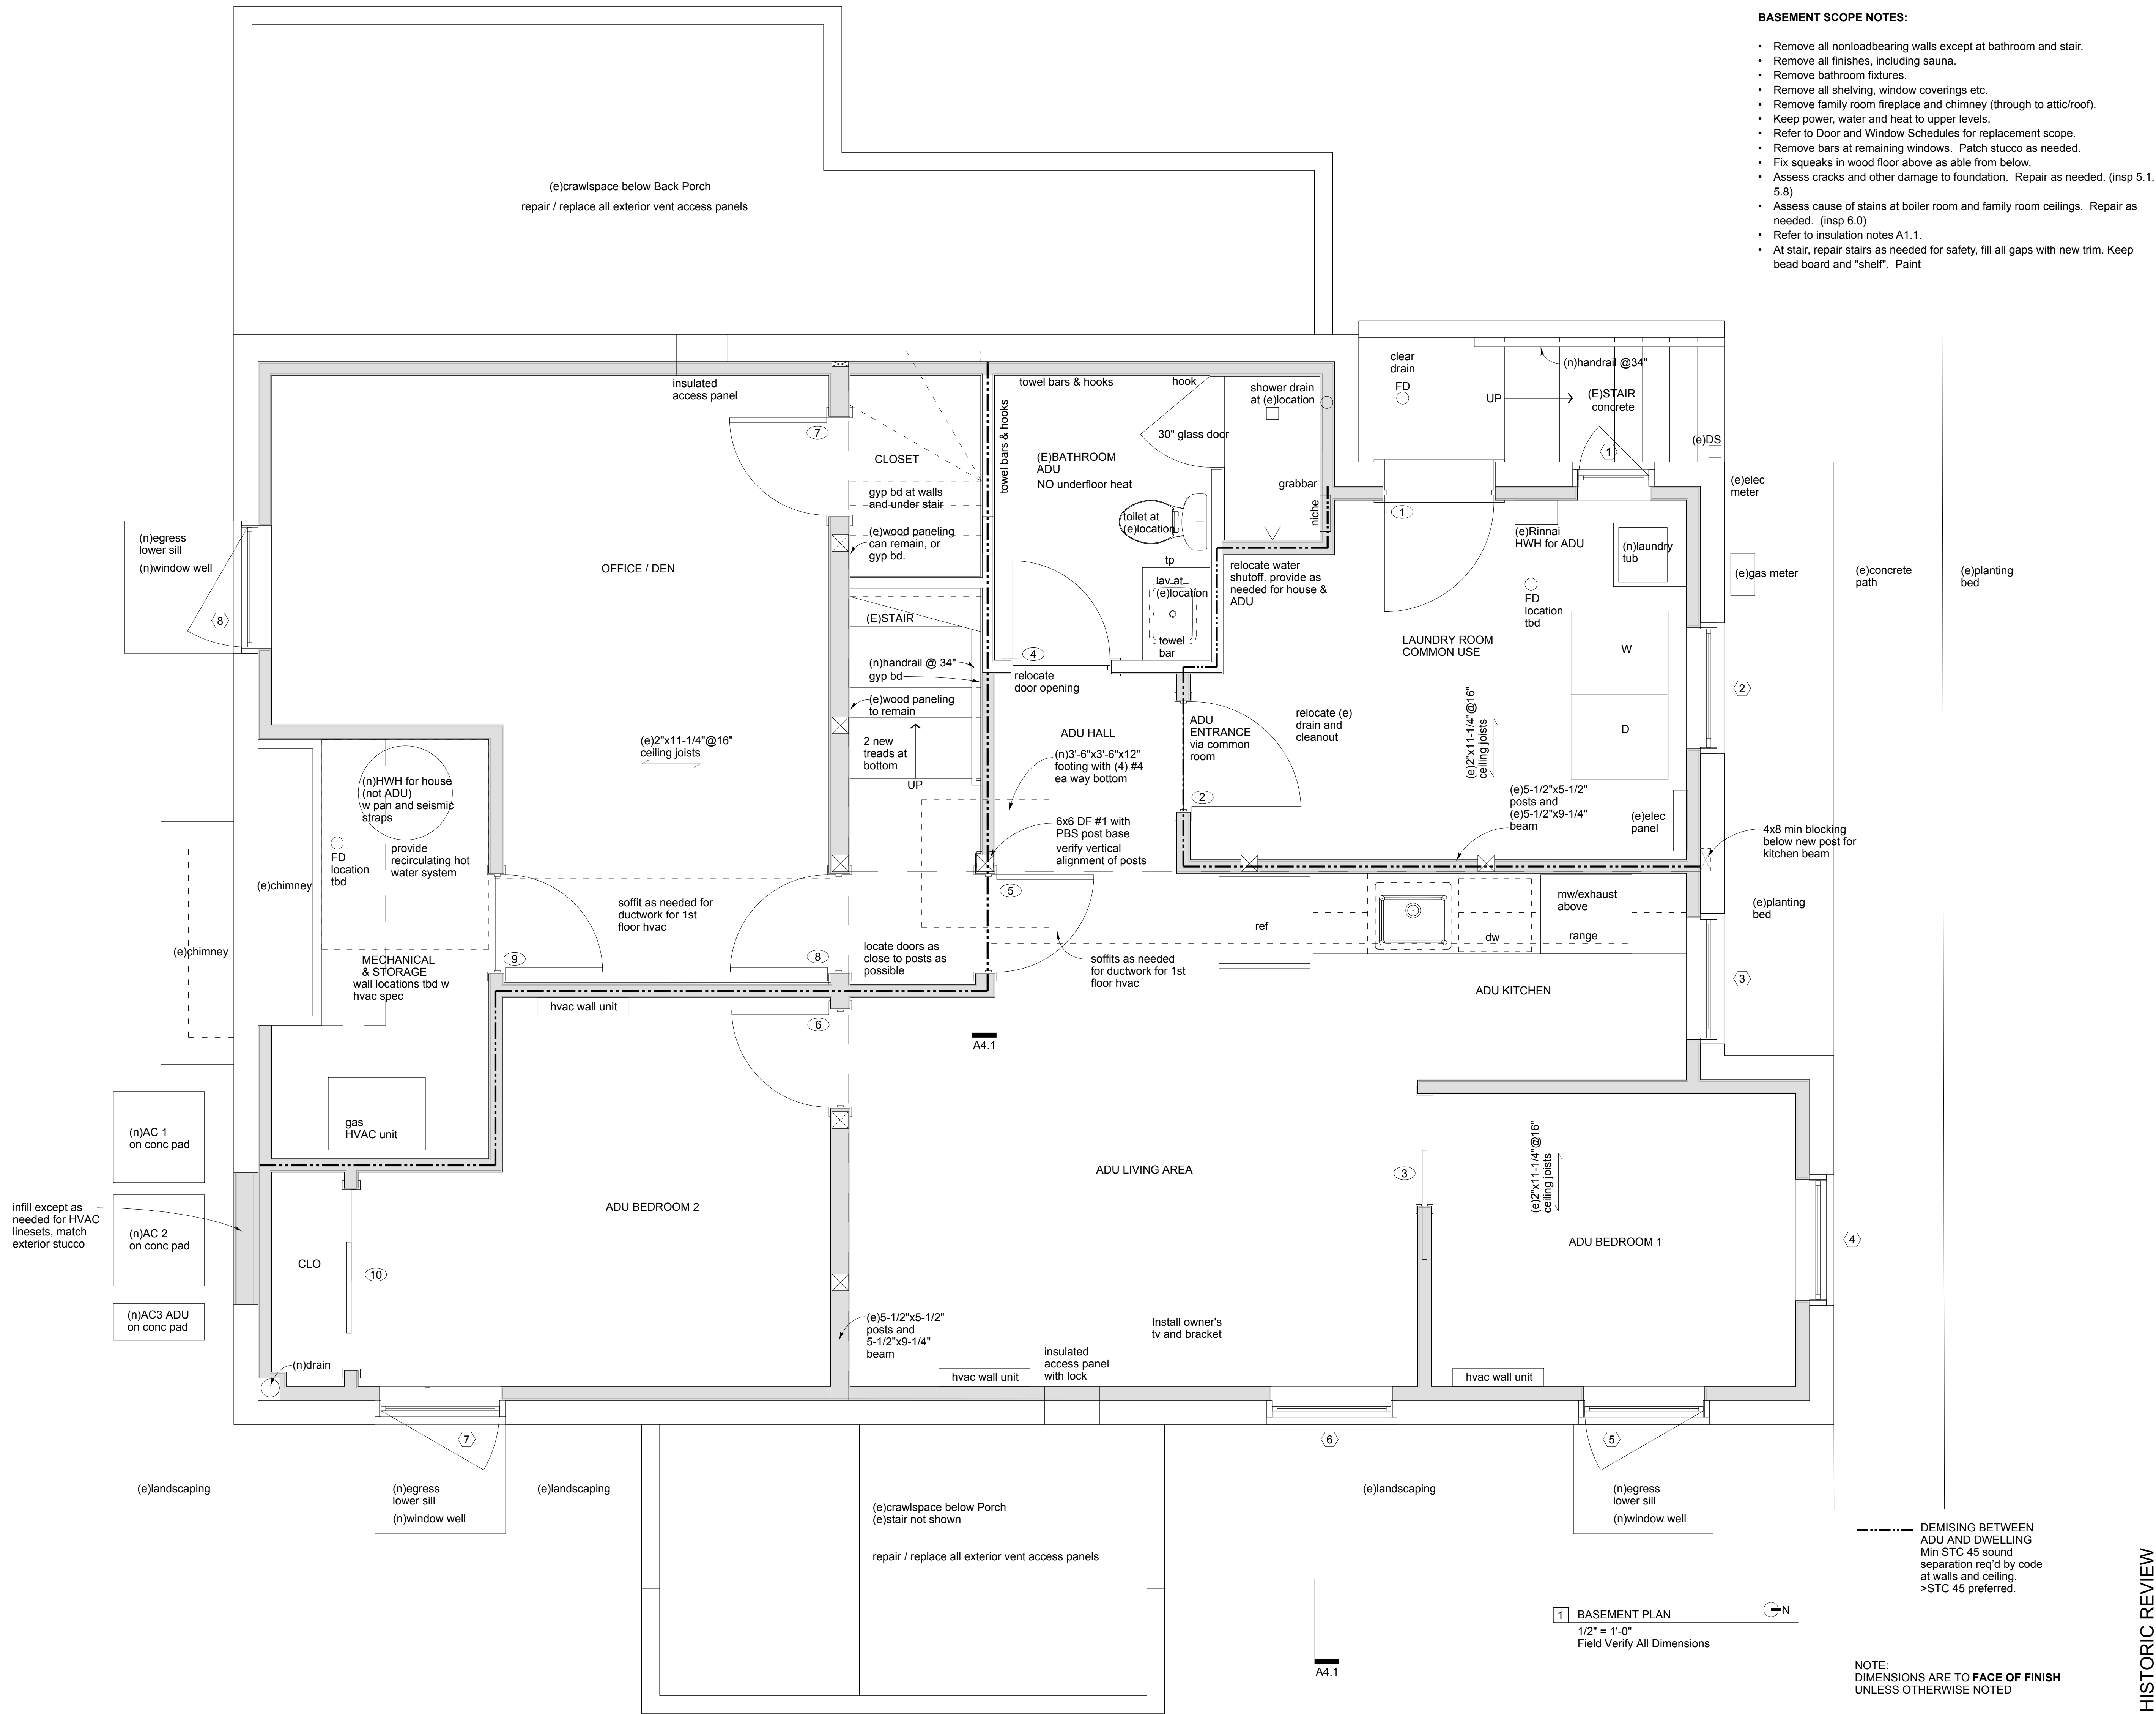 BASEMENT SCOPE NOTES:
• Remove all nonloadbearing walls except at bathroom and stair.
• Remove all finishes, including sauna.
• Remove bathroom fixtures.
• Remove all shelving, window coverings etc.
• Remove family room fireplace and chimney (through to attic/roof).
• Keep power, water and heat to upper levels.
• Refer to Door and Window Schedules for replacement scope.
• Remove bars at remaining windows.  Patch stucco as needed.
• Fix squeaks in wood floor above as able from below.
• Assess cracks and other damage to foundation.  Repair as needed. (insp 5.1,
5.8)
• Assess cause of stains at boiler room and family room ceilings.  Repair as
needed.  (insp 6.0)
• Refer to insulation notes A1.1.
• At stair, repair stairs as needed for safety, fill all gaps with new trim. Keep
bead board and "shelf".  Paint
(e)crawlspace below Back Porch
repair / replace all exterior vent access panels
insulated
access panel
7
CLOSET
gyp bd at walls
and under stair
(e)wood paneling
can remain, or
gyp bd.
towel bars & hooks
towel bars & hooks
hook
30" glass door
shower drain
at (e)location
(E)BATHROOM
ADU
NO underfloor heat
grabbar
niche
toilet at
(e)location
tp
lav at
(e)location
towel
bar
clear
drain
FD
UP
(n)handrail @34"
(E)STAIR
concrete
1
(e)DS
(e)elec
meter
1
(e)Rinnai
HWH for ADU
(n)laundry
tub
(e)gas meter
(e)concrete
path
(e)planting
bed
FD
location
tbd
relocate water
shutoff. provide as
needed for house &
ADU
LAUNDRY ROOM
COMMON USE
W
D
2
(n)egress
lower sill
(n)window well
8
OFFICE / DEN
(E)STAIR
(n)handrail @ 34"
gyp bd
(e)wood paneling
to remain
2 new
treads at
bottom
UP
4
relocate
door opening
ADU HALL
(n)3'-6"x3'-6"x12"
footing with (4) #4
ea way bottom
ADU
ENTRANCE
via common
room
relocate (e)
drain and
cleanout
(e)2"x11-1/4"@16"
ceiling joists
(e)2"x11-1/4"@16"
ceiling joists
2
(e)5-1/2"x5-1/2"
posts and
(e)5-1/2"x9-1/4"
beam
(e)elec
panel
4x8 min blocking
below new post for
kitchen beam
(n)HWH for house
(not ADU)
w pan and seismic
straps
FD
location
tbd
provide
recirculating hot
water system
(e)chimney
(e)chimney
MECHANICAL
& STORAGE
wall locations tbd w
hvac spec
9
soffit as needed for
ductwork for 1st
floor hvac
8
locate doors as
close to posts as
possible
6x6 DF #1 with
PBS post base
verify vertical
alignment of posts
5
soffits as needed
for ductwork for 1st
floor hvac
ref
dw
mw/exhaust
above
range
(e)planting
bed
3
ADU KITCHEN
hvac wall unit
6
A4.1
gas
HVAC unit
(n)AC 1
on conc pad
infill except as
needed for HVAC
linesets, match
exterior stucco
(n)AC 2
on conc pad
(n)AC3 ADU
on conc pad
CLO
10
ADU BEDROOM 2
ADU LIVING AREA
3
(e)2"x11-1/4"@16"
ceiling joists
ADU BEDROOM 1
4
(n)drain
(e)5-1/2"x5-1/2"
posts and
5-1/2"x9-1/4"
beam
Install owner's
tv and bracket
insulated
access panel
with lock
hvac wall unit
hvac wall unit
7
6
5
(e)landscaping
(n)egress
lower sill
(n)window well
(e)landscaping
(e)crawlspace below Porch
(e)stair not shown
repair / replace all exterior vent access panels
(e)landscaping
(n)egress
lower sill
(n)window well
DEMISING BETWEEN
ADU AND DWELLING
Min STC 45 sound
separation req'd by code
at walls and ceiling.
>STC 45 preferred.
1 BASEMENT PLAN
N
1/2" = 1'-0"
Field Verify All Dimensions
A4.1
NOTE:
DIMENSIONS ARE TO FACE OF FINISH
UNLESS OTHERWISE NOTED
HISTORIC REVIEW